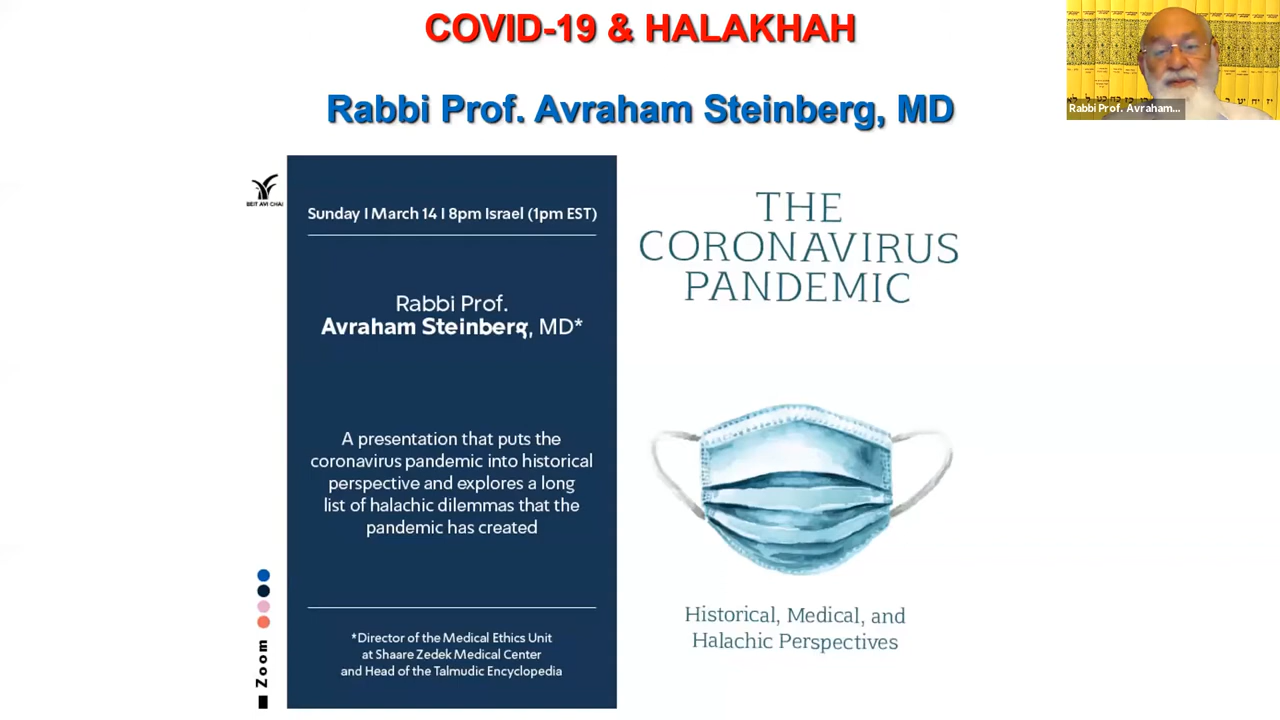 COVID-19 & HALAKHAH
Rabbi Prof. Avraham Steinberg, MD
Rabbi Prof. Avraham...
BEIT AVI CHAI
Sunday I March 14 I 8pm Israel (1pm EST)
Rabbi Prof.
Avraham Steinberg, MD*
A presentation that puts the
coronavirus pandemic into historical
perspective and explores a long
list of halachic dilemmas that the
pandemic has created
*Director of the Medical Ethics Unit
at Shaare Zedek Medical Center
and Head of the Talmudic Encyclopedia
Zoom
THE
CORONAVIRUS
PANDEMIC
Historical, Medical, and
Halachic Perspectives